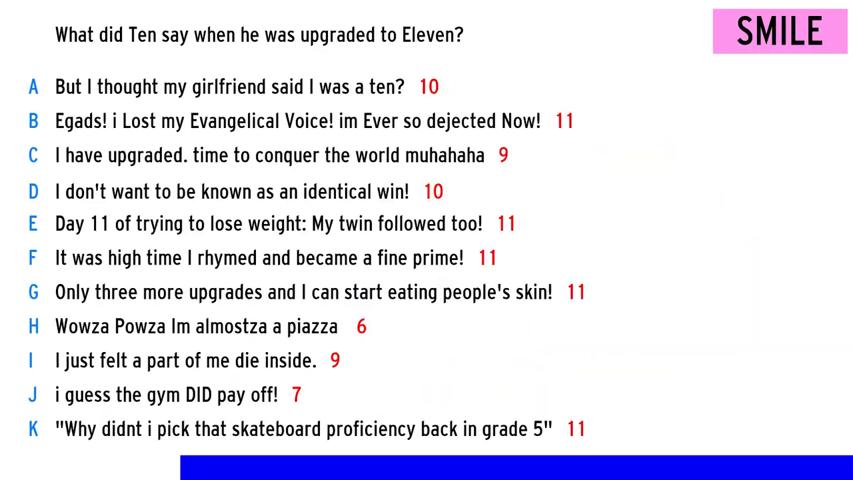 What did Ten say when he was upgraded to Eleven?
SMILE
A But I thought my girlfriend said I was a ten? 10
B Egads! i Lost my Evangelical Voice! im Ever so dejected Now! 11
C I have upgraded. time to conquer the world muhahaha 9
D I don't want to be known as an identical win! 10
E Day 11 of trying to lose weight: My twin followed too! 11
F It was high time I rhymed and became a fine prime! 11
G Only three more upgrades and I can start eating people's skin! 11
H Wowza Powza Im almostza a piazza 6
I I just felt a part of me die inside. 9
J i guess the gym DID pay off! 7
K "Why didnt i pick that skateboard proficiency back in grade 5" 11